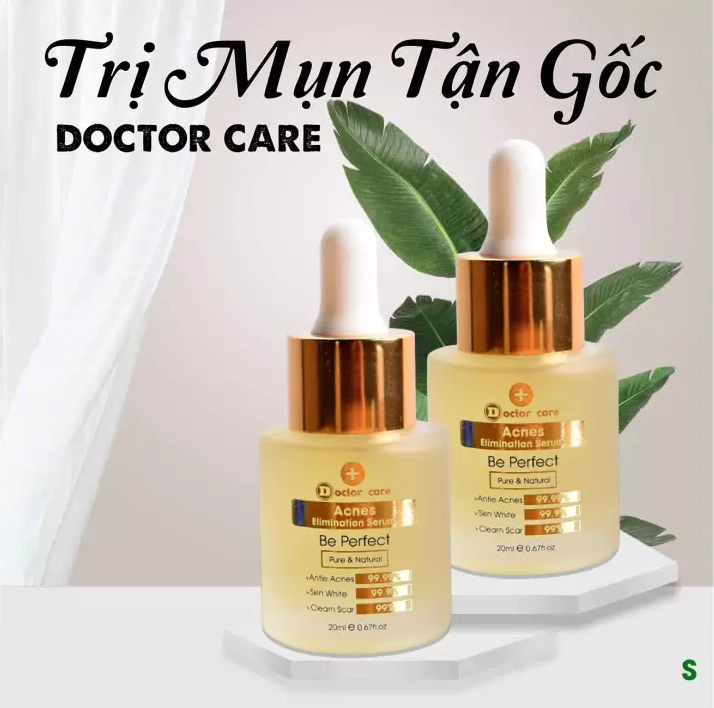 Trị Mụn Tận Gốc
DOCTOR CARE
Doctor care
Acnes
Elimination Serum
Be Perfect
Pure & Natural
Antie Acnes 99.99%
Skin White 99.9%
Clearn Scar 99%
20ml e 0.67fl.oz
Doctor care
Acnes
Elimination Serum
Be Perfect
Pure & Natural
Antie Acnes 99.99%
Skin White 99.9%
Clearn Scar 99%
20ml e 0.67fl.oz
S